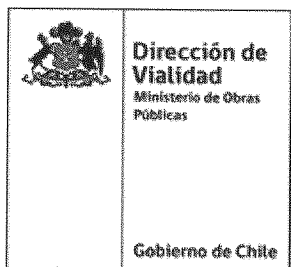 Dirección de
Vialidad
Ministerio de Obras
Públicas
Gobierno de Chile